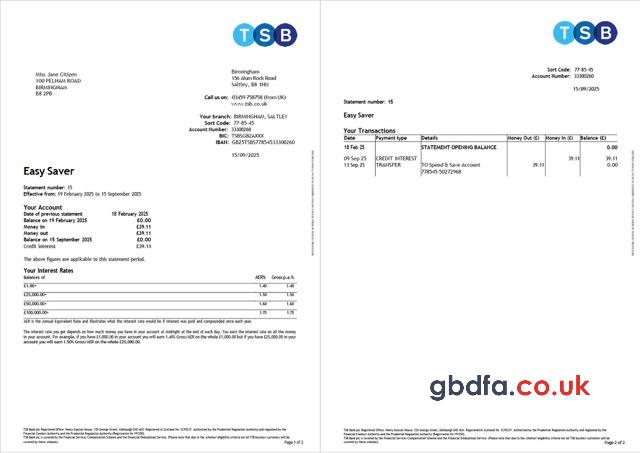 TSB
Miss Jane Citizen
100 PELHAM ROAD
BIRMINGHAM
B8 2PB
Birmingham
156 Alum Rock Road
Saltley, B8 1HU
Call us on: 03459 758758 (from UK)
www.tsb.co.uk
Your branch: BIRMINGHAM, SALTLEY
Sort Code: 77-85-45
Account Number: 33300260
BIC: TSBSGB2AXXX
IBAN: GB25TSBS77854533300260
15/09/2025
Easy Saver
Statement number: 15
Effective from: 19 February 2025 to 15 September 2025
Your Account
Date of previous statement 18 February 2025
Balance on 19 February 2025 £0.00
Money in £39.11
Money out £39.11
Balance on 15 September 2025 £0.00
Credit interest £39.11
The above figures are applicable to this statement period.
Your Interest Rates
Balances of AER% Gross p.a.%
£1.00+ 1.40 1.40
£25,000.00+ 1.50 1.50
£50,000.00+ 1.60 1.60
£100,000.00+ 1.70 1.70
AER is the Annual Equivalent Rate and illustrates what the interest rate would be if interest was paid and compounded once each year.
The interest rate you get depends on how much money you have in your account at midnight at the end of each day. You earn the interest rate on all the money
in your account. For example, if you have £1,000.00 in your account you will earn 1.40% Gross/AER on the whole £1,000.00 but if you have £25,000.00 in your
account you will earn 1.50% Gross/AER on the whole £25,000.00.
Page 1 of 2
TSB
Sort Code: 77-85-45
Account Number: 33300260
15/09/2025
Statement number: 15
Easy Saver
Your Transactions
Date Payment type Details Money Out (£) Money In (£) Balance (£)
18 Feb 25 STATEMENT OPENING BALANCE 0.00
09 Sep 25 CREDIT INTEREST 39.11 39.11
13 Sep 25 TRANSFER TO Spend & Save Account 39.11 0.00
778545-50272968
gbdfa.co.uk
Page 2 of 2